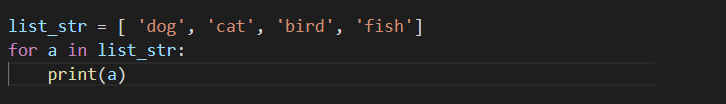 list_str = [ 'dog', 'cat', 'bird', 'fish']
for a in list_str:
    print(a)